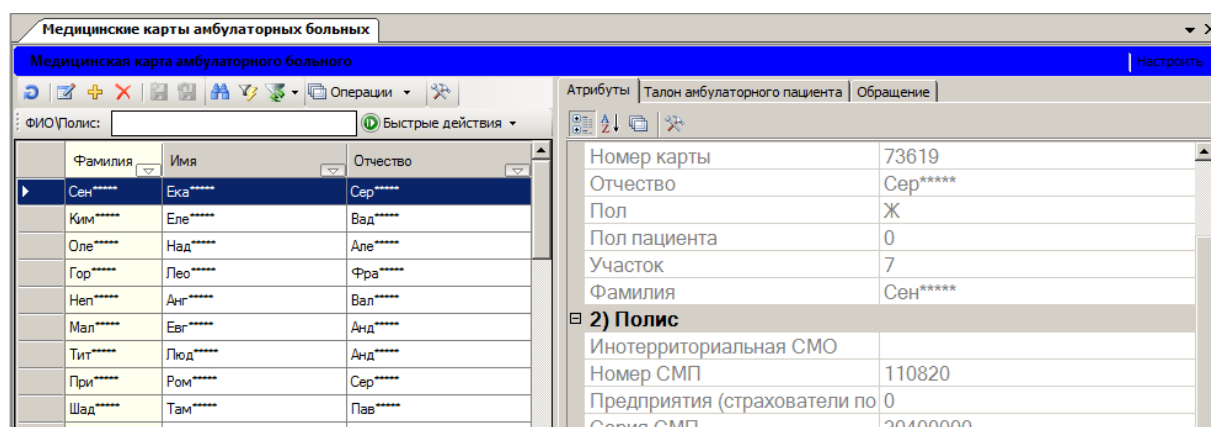 Медицинские карты амбулаторных больных
Медицинская карта амбулаторного больного
Настроить
Операции
ФИО\Полис:
Быстрые действия
Фамилия Имя Отчество
Сен***** Ека***** Сер*****
Ким***** Еле***** Вад*****
Оле***** Над***** Але*****
Гор***** Лео***** Фра*****
Неп***** Анг***** Вал*****
Мал***** Евг***** Анд*****
Тит***** Люд***** Анд*****
При***** Ром***** Сер*****
Шад***** Там***** Пав*****
Атрибуты Талон амбулаторного пациента Обращение
Номер карты 73619
Отчество Сер*****
Пол Ж
Пол пациента 0
Участок 7
Фамилия Сен*****
2) Полис
Инотерриториальная СМО
Номер СМП 110820
Предприятия (страхователи по 0
Серия СМП 20400000